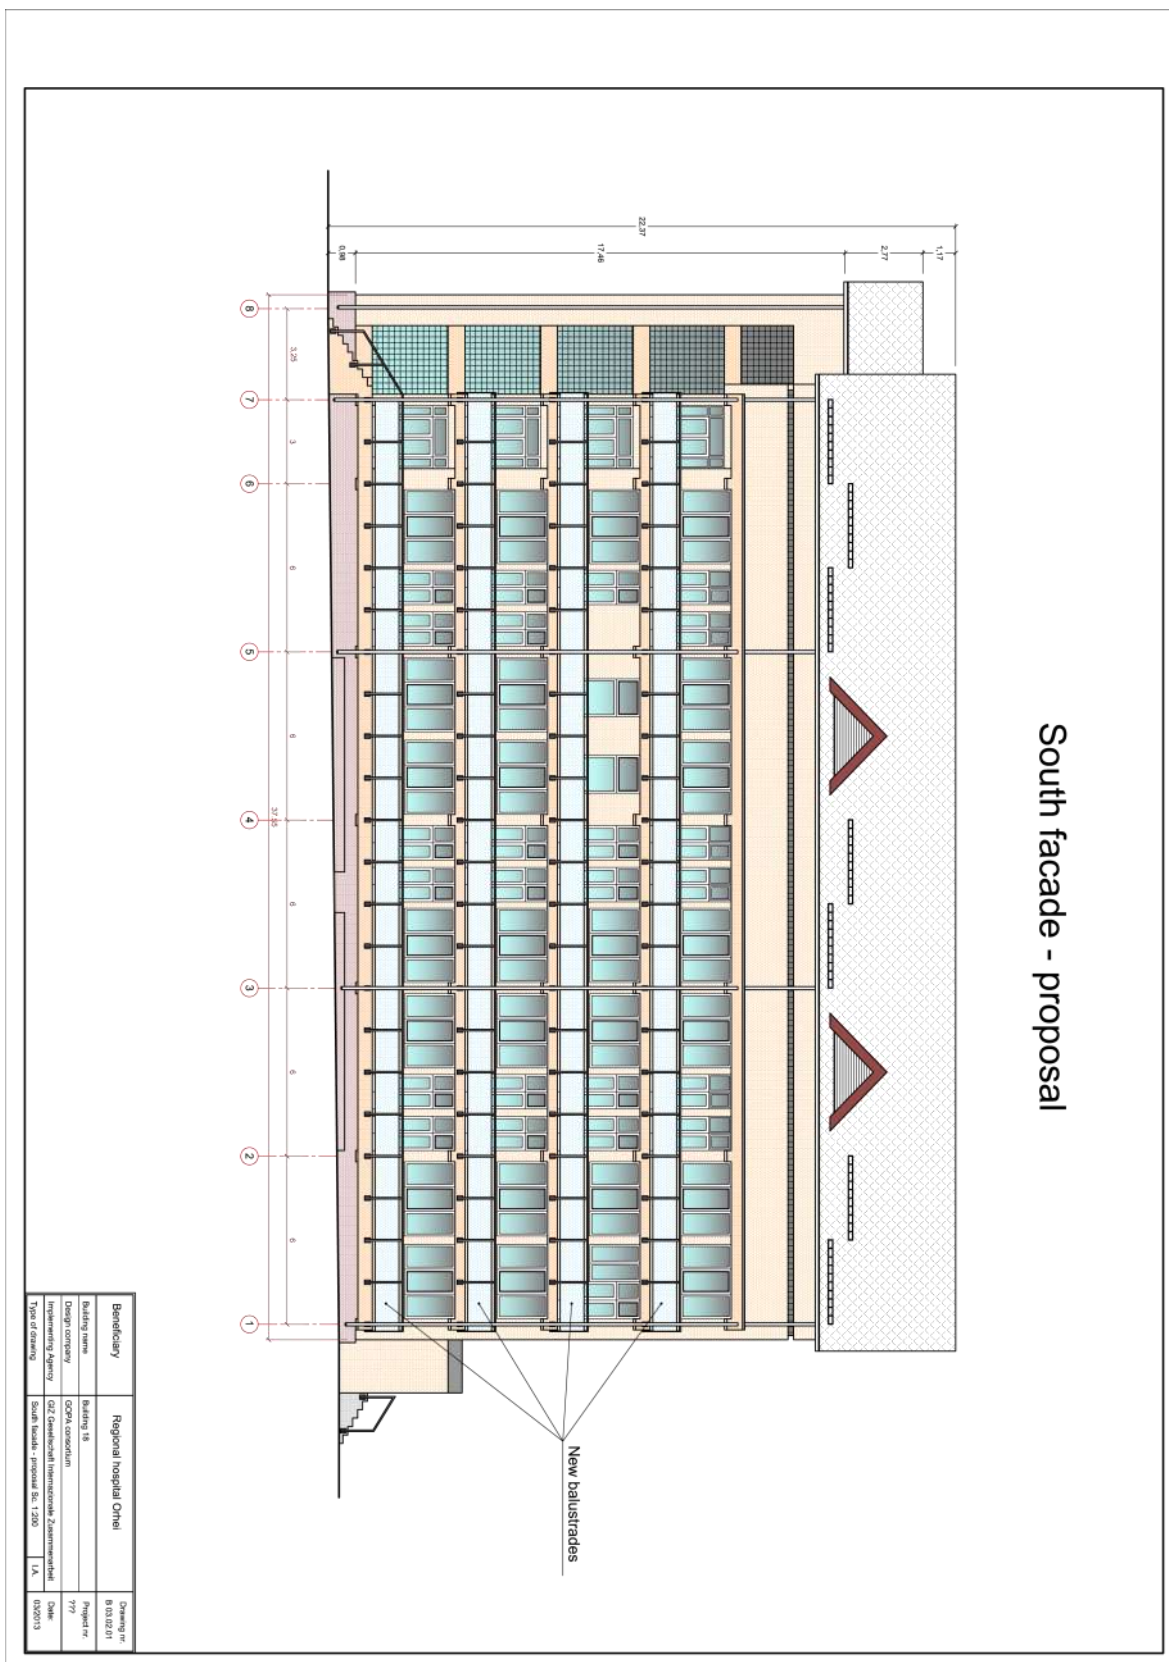 South facade - proposal
22,37
0,98
17,46
2,77
1,17
8
7
6
5
4
3
2
1
3,25
3
6
6
6
6
6
37,55
New balustrades
Beneficiary
Regional hospital Orhei
Drawing nr.
B 03.02.01
Building name
Building 18
Project nr.
???
Design company
GOPA consortium
Implementing Agency
GIZ Gesellschaft Internazionale Zusammenarbeit
Date:
03/2013
Type of drawing
South facade - proposal Sc. 1:200
I.A.